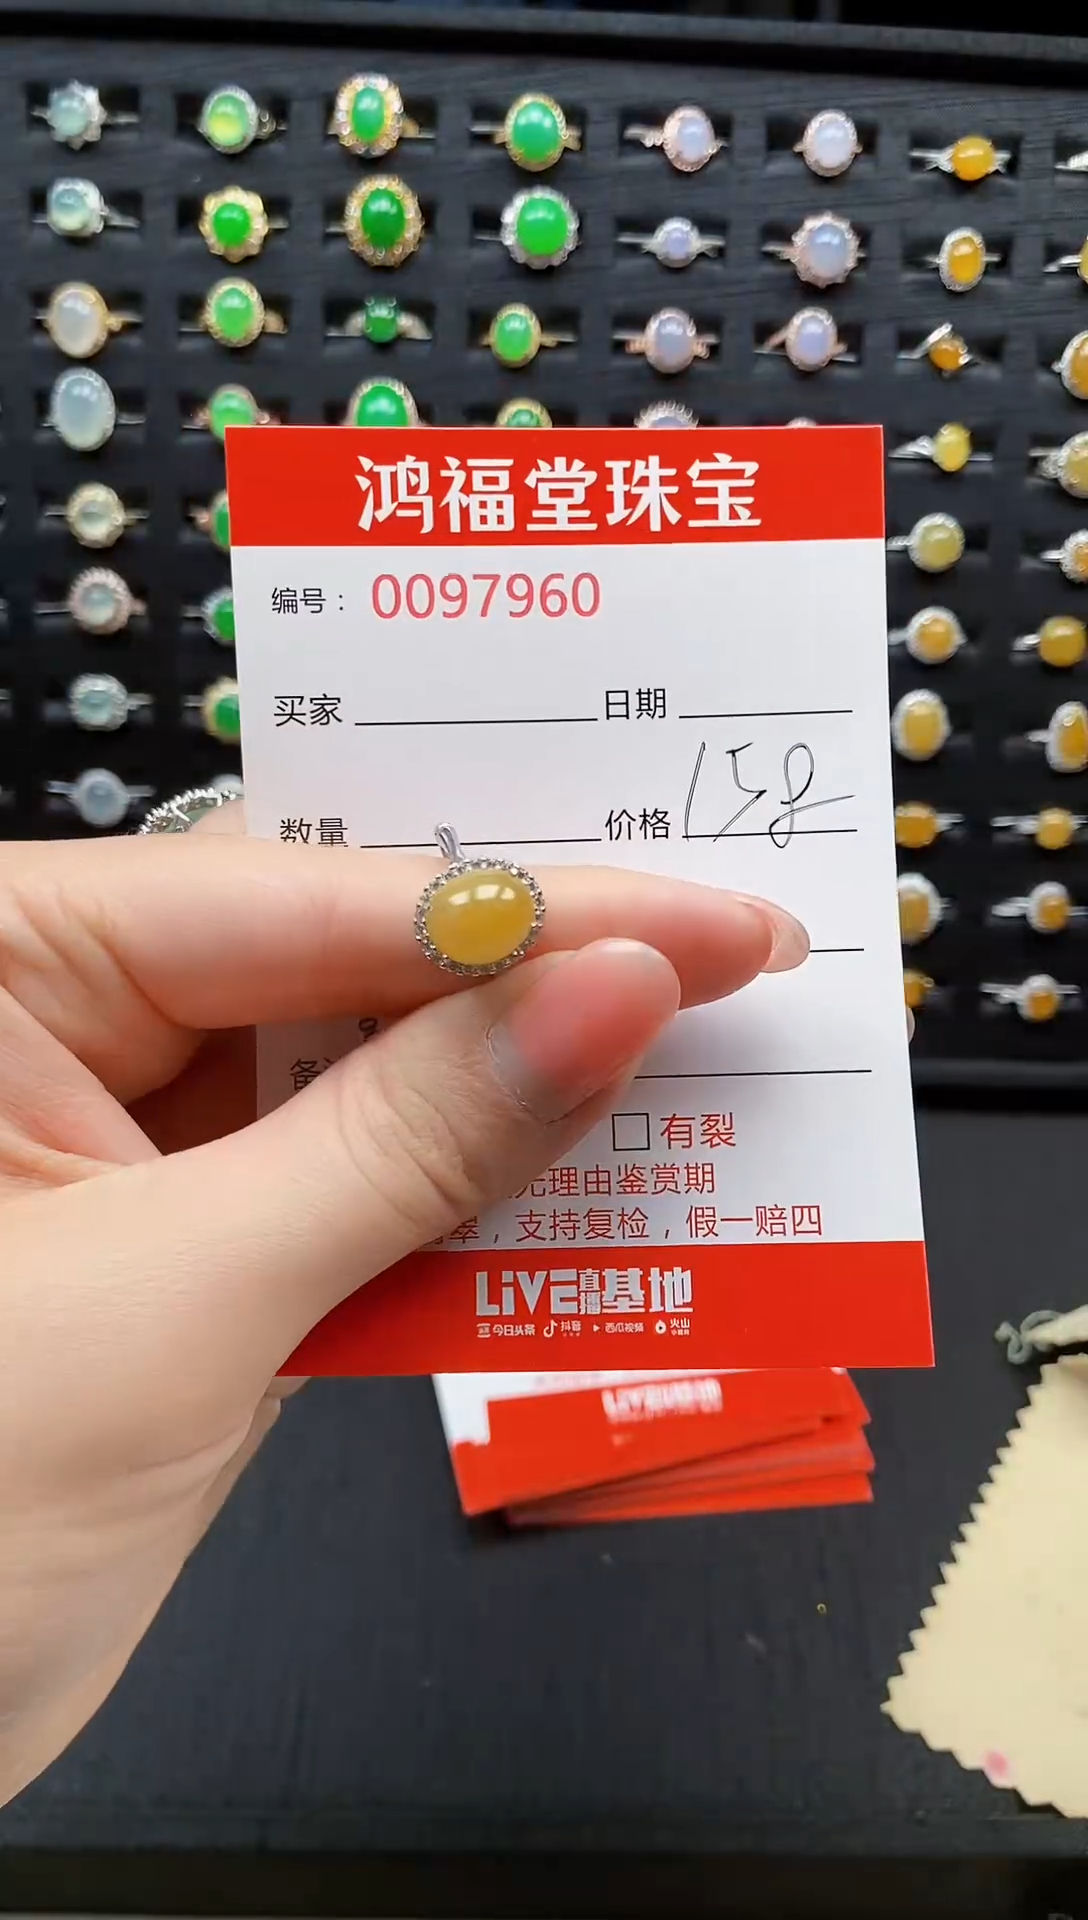 鸿福堂珠宝
编号：0097960
买家 日期
数量 价格 158
有裂
无理由鉴赏期
翠，支持复检，假一赔四
LiVE直播基地
今日头条 抖音 西瓜视频 火山